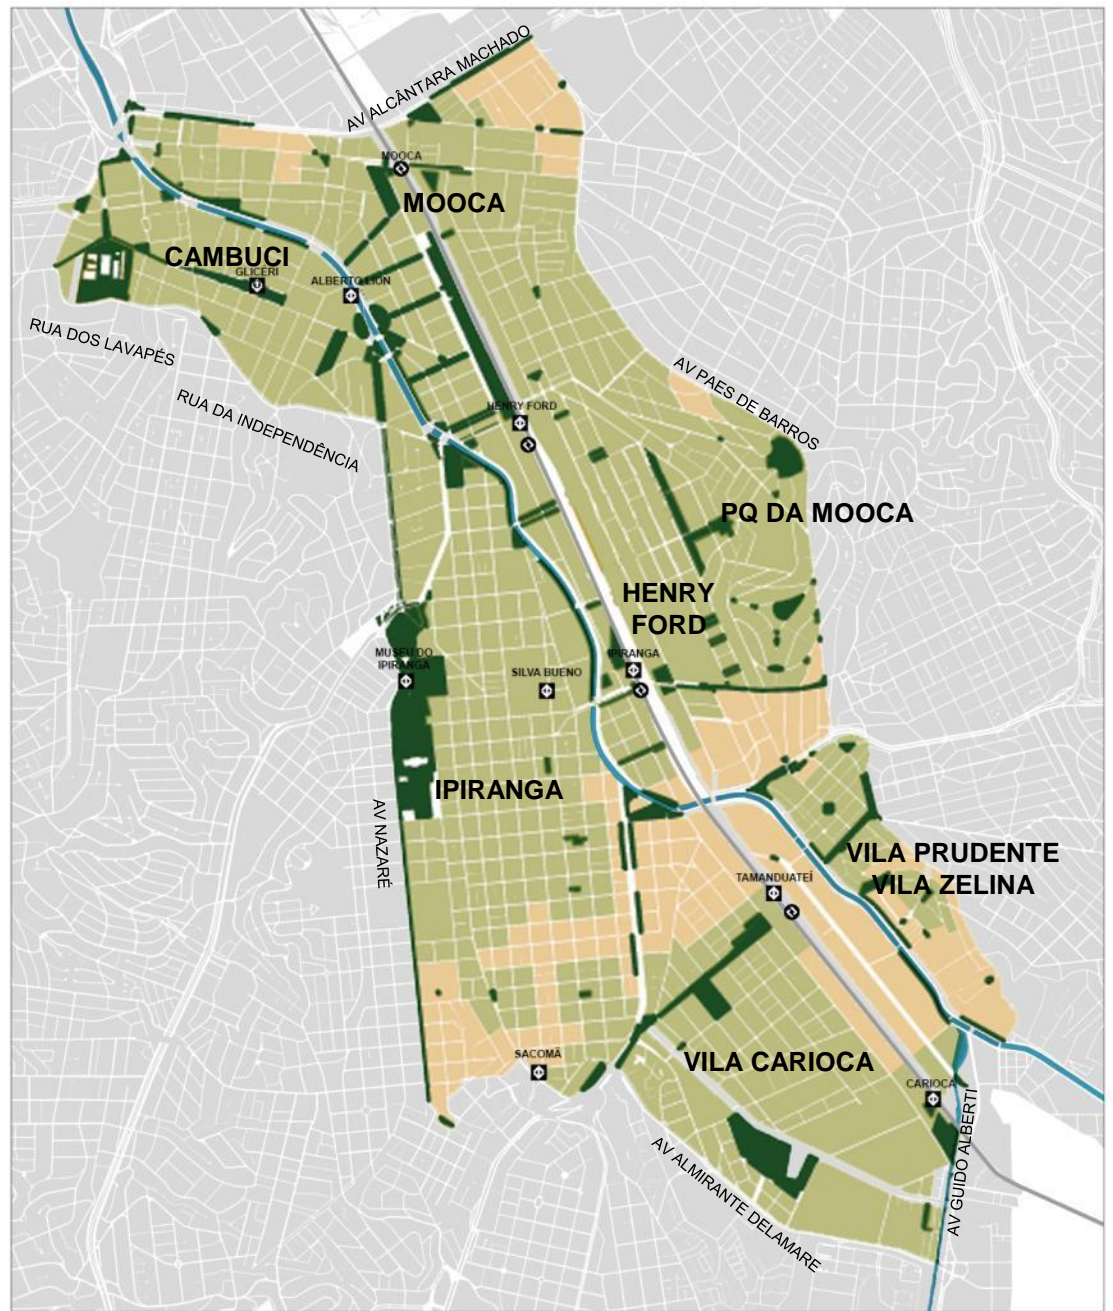 AV ALCÂNTARA MACHADO
MOOCA
MOOCA
CAMBUCI
GLICERI
ALBERTO LION
RUA DOS LAVAPÉS
RUA DA INDEPENDÊNCIA
AV PAES DE BARROS
HENRY FORD
PQ DA MOOCA
HENRY
FORD
MUSEU DO
IPIRANGA
SILVA BUENO
IPIRANGA
IPIRANGA
AV NAZARÉ
VILA PRUDENTE
VILA ZELINA
TAMANDUATEÍ
SACOMÃ
VILA CARIOCA
CARIOCA
AV GUIDO ALBERTI
AV ALMIRANTE DELAMARE